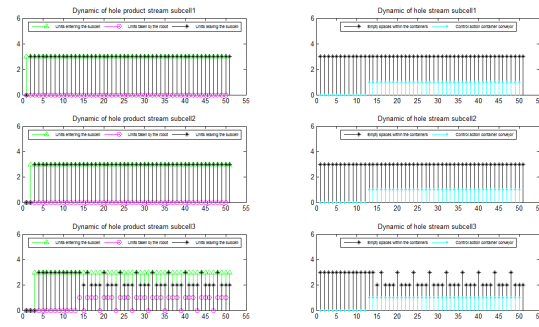 Dynamic of hole product stream subcell1
6
Units entering the subcell Units taken by the robot Units leaving the subcell
4
2
0
0 5 10 15 20 25 30 35 40 45 50 55
Dynamic of hole product stream subcell2
6
Units entering the subcell Units taken by the robot Units leaving the subcell
4
2
0
0 5 10 15 20 25 30 35 40 45 50 55
Dynamic of hole product stream subcell3
6
Units entering the subcell Units taken by the robot Units leaving the subcell
4
2
0
0 5 10 15 20 25 30 35 40 45 50 55
Dynamic of hole product stream subcell1
6
Empty spaces within the containers Control action container conveyor
4
2
0
0 5 10 15 20 25 30 35 40 45 50
Dynamic of hole product stream subcell2
6
Empty spaces within the containers Control action container conveyor
4
2
0
0 5 10 15 20 25 30 35 40 45 50
Dynamic of hole product stream subcell3
6
Empty spaces within the containers Control action container conveyor
4
2
0
0 5 10 15 20 25 30 35 40 45 50